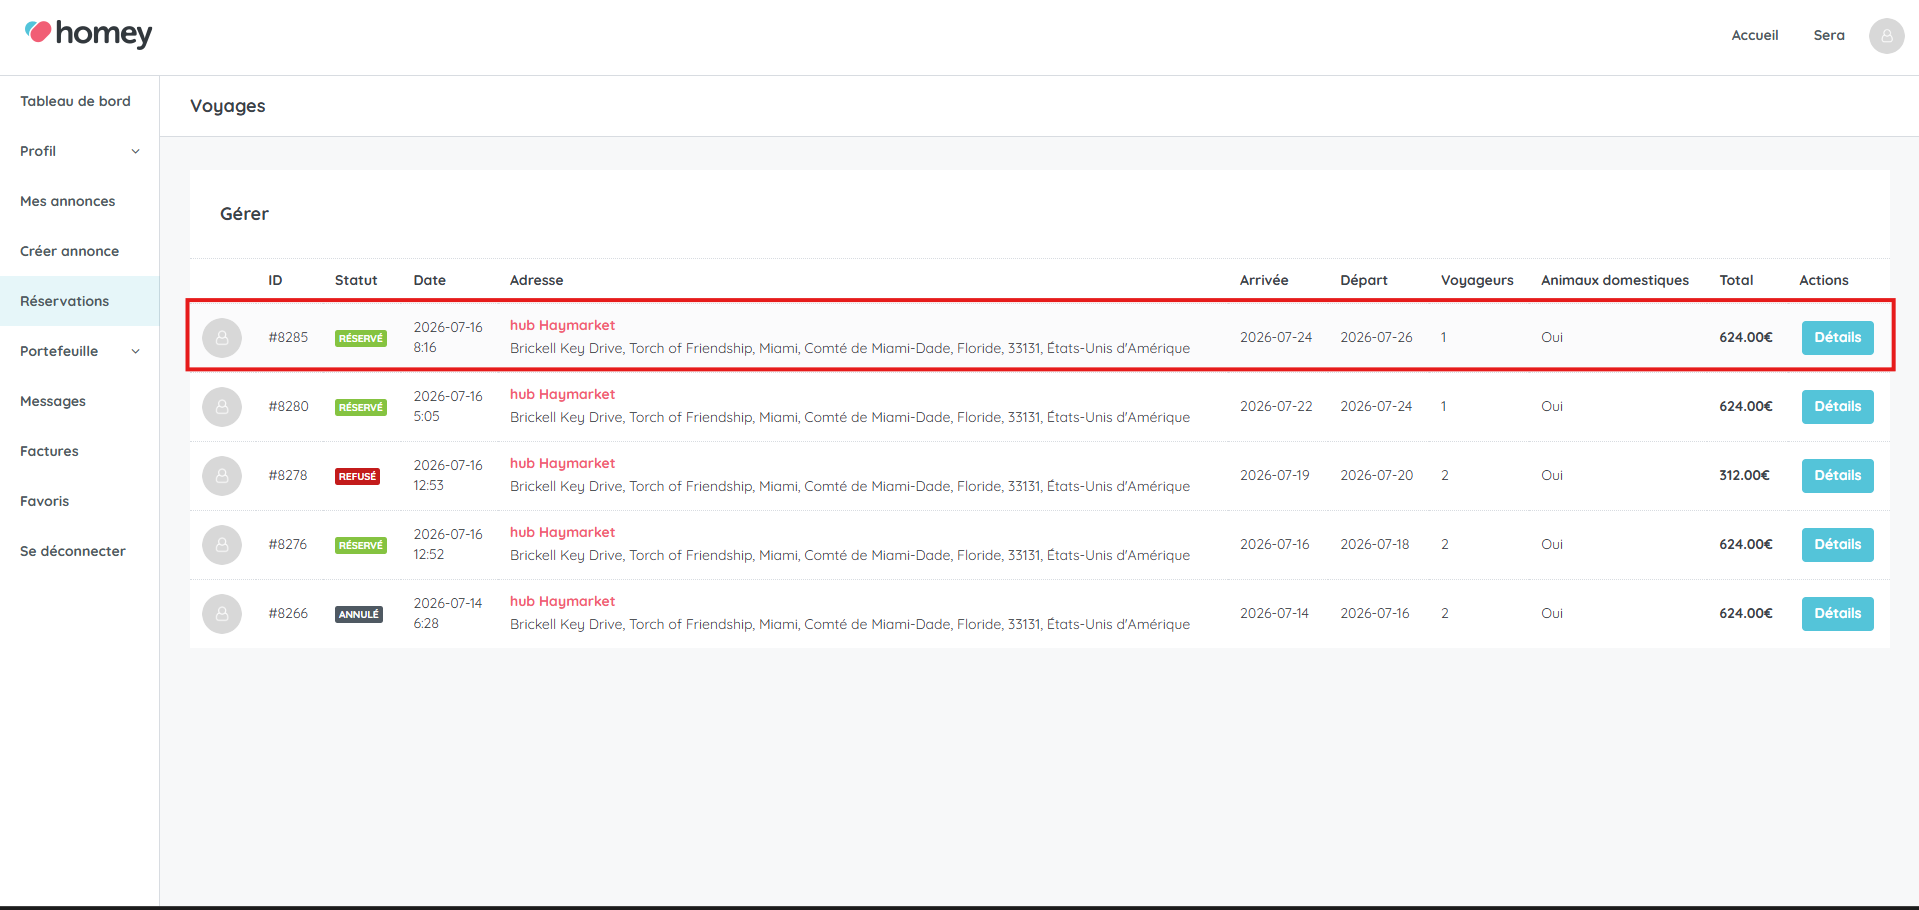 homey
Accueil Sera
Tableau de bord
Profil
Mes annonces
Créer annonce
Réservations
Portefeuille
Messages
Factures
Favoris
Se déconnecter
Voyages
Gérer
ID Statut Date Adresse Arrivée Départ Voyageurs Animaux domestiques Total Actions
#8285 RÉSERVÉ 2026-07-16 8:16 hub Haymarket
Brickell Key Drive, Torch of Friendship, Miami, Comté de Miami-Dade, Floride, 33131, États-Unis d'Amérique 2026-07-24 2026-07-26 1 Oui 624.00€ Détails
#8280 RÉSERVÉ 2026-07-16 5:05 hub Haymarket
Brickell Key Drive, Torch of Friendship, Miami, Comté de Miami-Dade, Floride, 33131, États-Unis d'Amérique 2026-07-22 2026-07-24 1 Oui 624.00€ Détails
#8278 REFUSÉ 2026-07-16 12:53 hub Haymarket
Brickell Key Drive, Torch of Friendship, Miami, Comté de Miami-Dade, Floride, 33131, États-Unis d'Amérique 2026-07-19 2026-07-20 2 Oui 312.00€ Détails
#8276 RÉSERVÉ 2026-07-16 12:52 hub Haymarket
Brickell Key Drive, Torch of Friendship, Miami, Comté de Miami-Dade, Floride, 33131, États-Unis d'Amérique 2026-07-16 2026-07-18 2 Oui 624.00€ Détails
#8266 ANNULÉ 2026-07-14 6:28 hub Haymarket
Brickell Key Drive, Torch of Friendship, Miami, Comté de Miami-Dade, Floride, 33131, États-Unis d'Amérique 2026-07-14 2026-07-16 2 Oui 624.00€ Détails